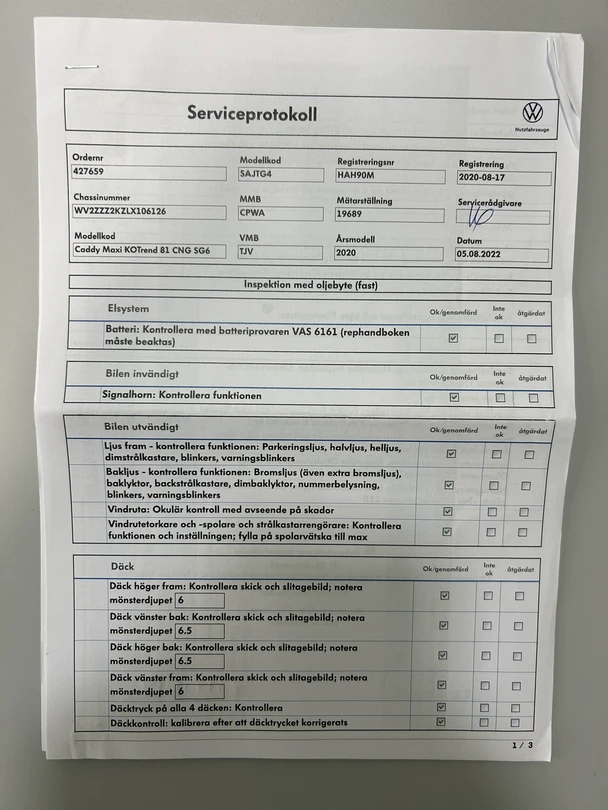 Serviceprotokoll
Nutzfahrzeuge
Ordernr
427659
Modellkod
SAJTG4
Registreringsnr
HAH90M
Registrering
2020-08-17
Chassinummer
WV2ZZZ2KZLX106126
MMB
CPWA
Mätarställning
19689
Servicerådgivare
Modellkod
Caddy Maxi KOTrend 81 CNG SG6
VMB
TJV
Årsmodell
2020
Datum
05.08.2022
Inspektion med oljebyte (fast)
Elsystem
Ok/genomförd
Inte
ok
åtgärdat
Batteri: Kontrollera med batteriprovaren VAS 6161 (rephandboken
måste beaktas)
Bilen invändigt
Ok/genomförd
Inte
ok
åtgärdat
Signalhorn: Kontrollera funktionen
Bilen utvändigt
Ok/genomförd
Inte
ok
åtgärdat
Ljus fram - kontrollera funktionen: Parkeringsljus, halvljus, helljus,
dimstrålkastare, blinkers, varningsblinkers
Bakljus - kontrollera funktionen: Bromsljus (även extra bromsljus),
baklyktor, backstrålkastare, dimbaklyktor, nummerbelysning,
blinkers, varningsblinkers
Vindruta: Okulär kontroll med avseende på skador
Vindrutetorkare och -spolare och strålkastarrengörare: Kontrollera
funktionen och inställningen; fylla på spolarvätska till max
Däck
Ok/genomförd
Inte
ok
åtgärdat
Däck höger fram: Kontrollera skick och slitagebild; notera
mönsterdjupet 6
Däck vänster bak: Kontrollera skick och slitagebild; notera
mönsterdjupet 6.5
Däck höger bak: Kontrollera skick och slitagebild; notera
mönsterdjupet 6.5
Däck vänster fram: Kontrollera skick och slitagebild; notera
mönsterdjupet 6
Däcktryck på alla 4 däcken: Kontrollera
Däckkontroll: kalibrera efter att däcktrycket korrigerats
1 / 3